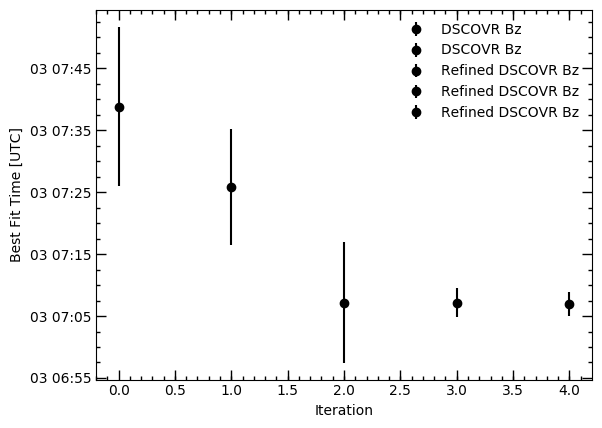 DSCOVR Bz
DSCOVR Bz
Refined DSCOVR Bz
Refined DSCOVR Bz
Refined DSCOVR Bz
Best Fit Time [UTC]
03 07:45
03 07:35
03 07:25
03 07:15
03 07:05
03 06:55
0.0 0.5 1.0 1.5 2.0 2.5 3.0 3.5 4.0
Iteration